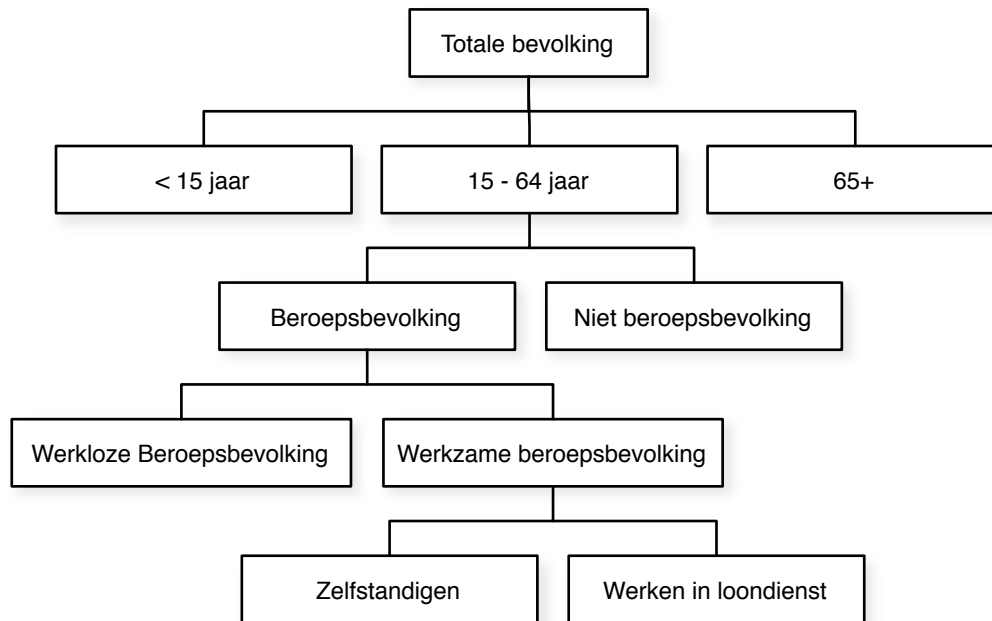 Totale bevolking
< 15 jaar
15 - 64 jaar
65+
Beroepsbevolking
Niet beroepsbevolking
Werkloze Beroepsbevolking
Werkzame beroepsbevolking
Zelfstandigen
Werken in loondienst